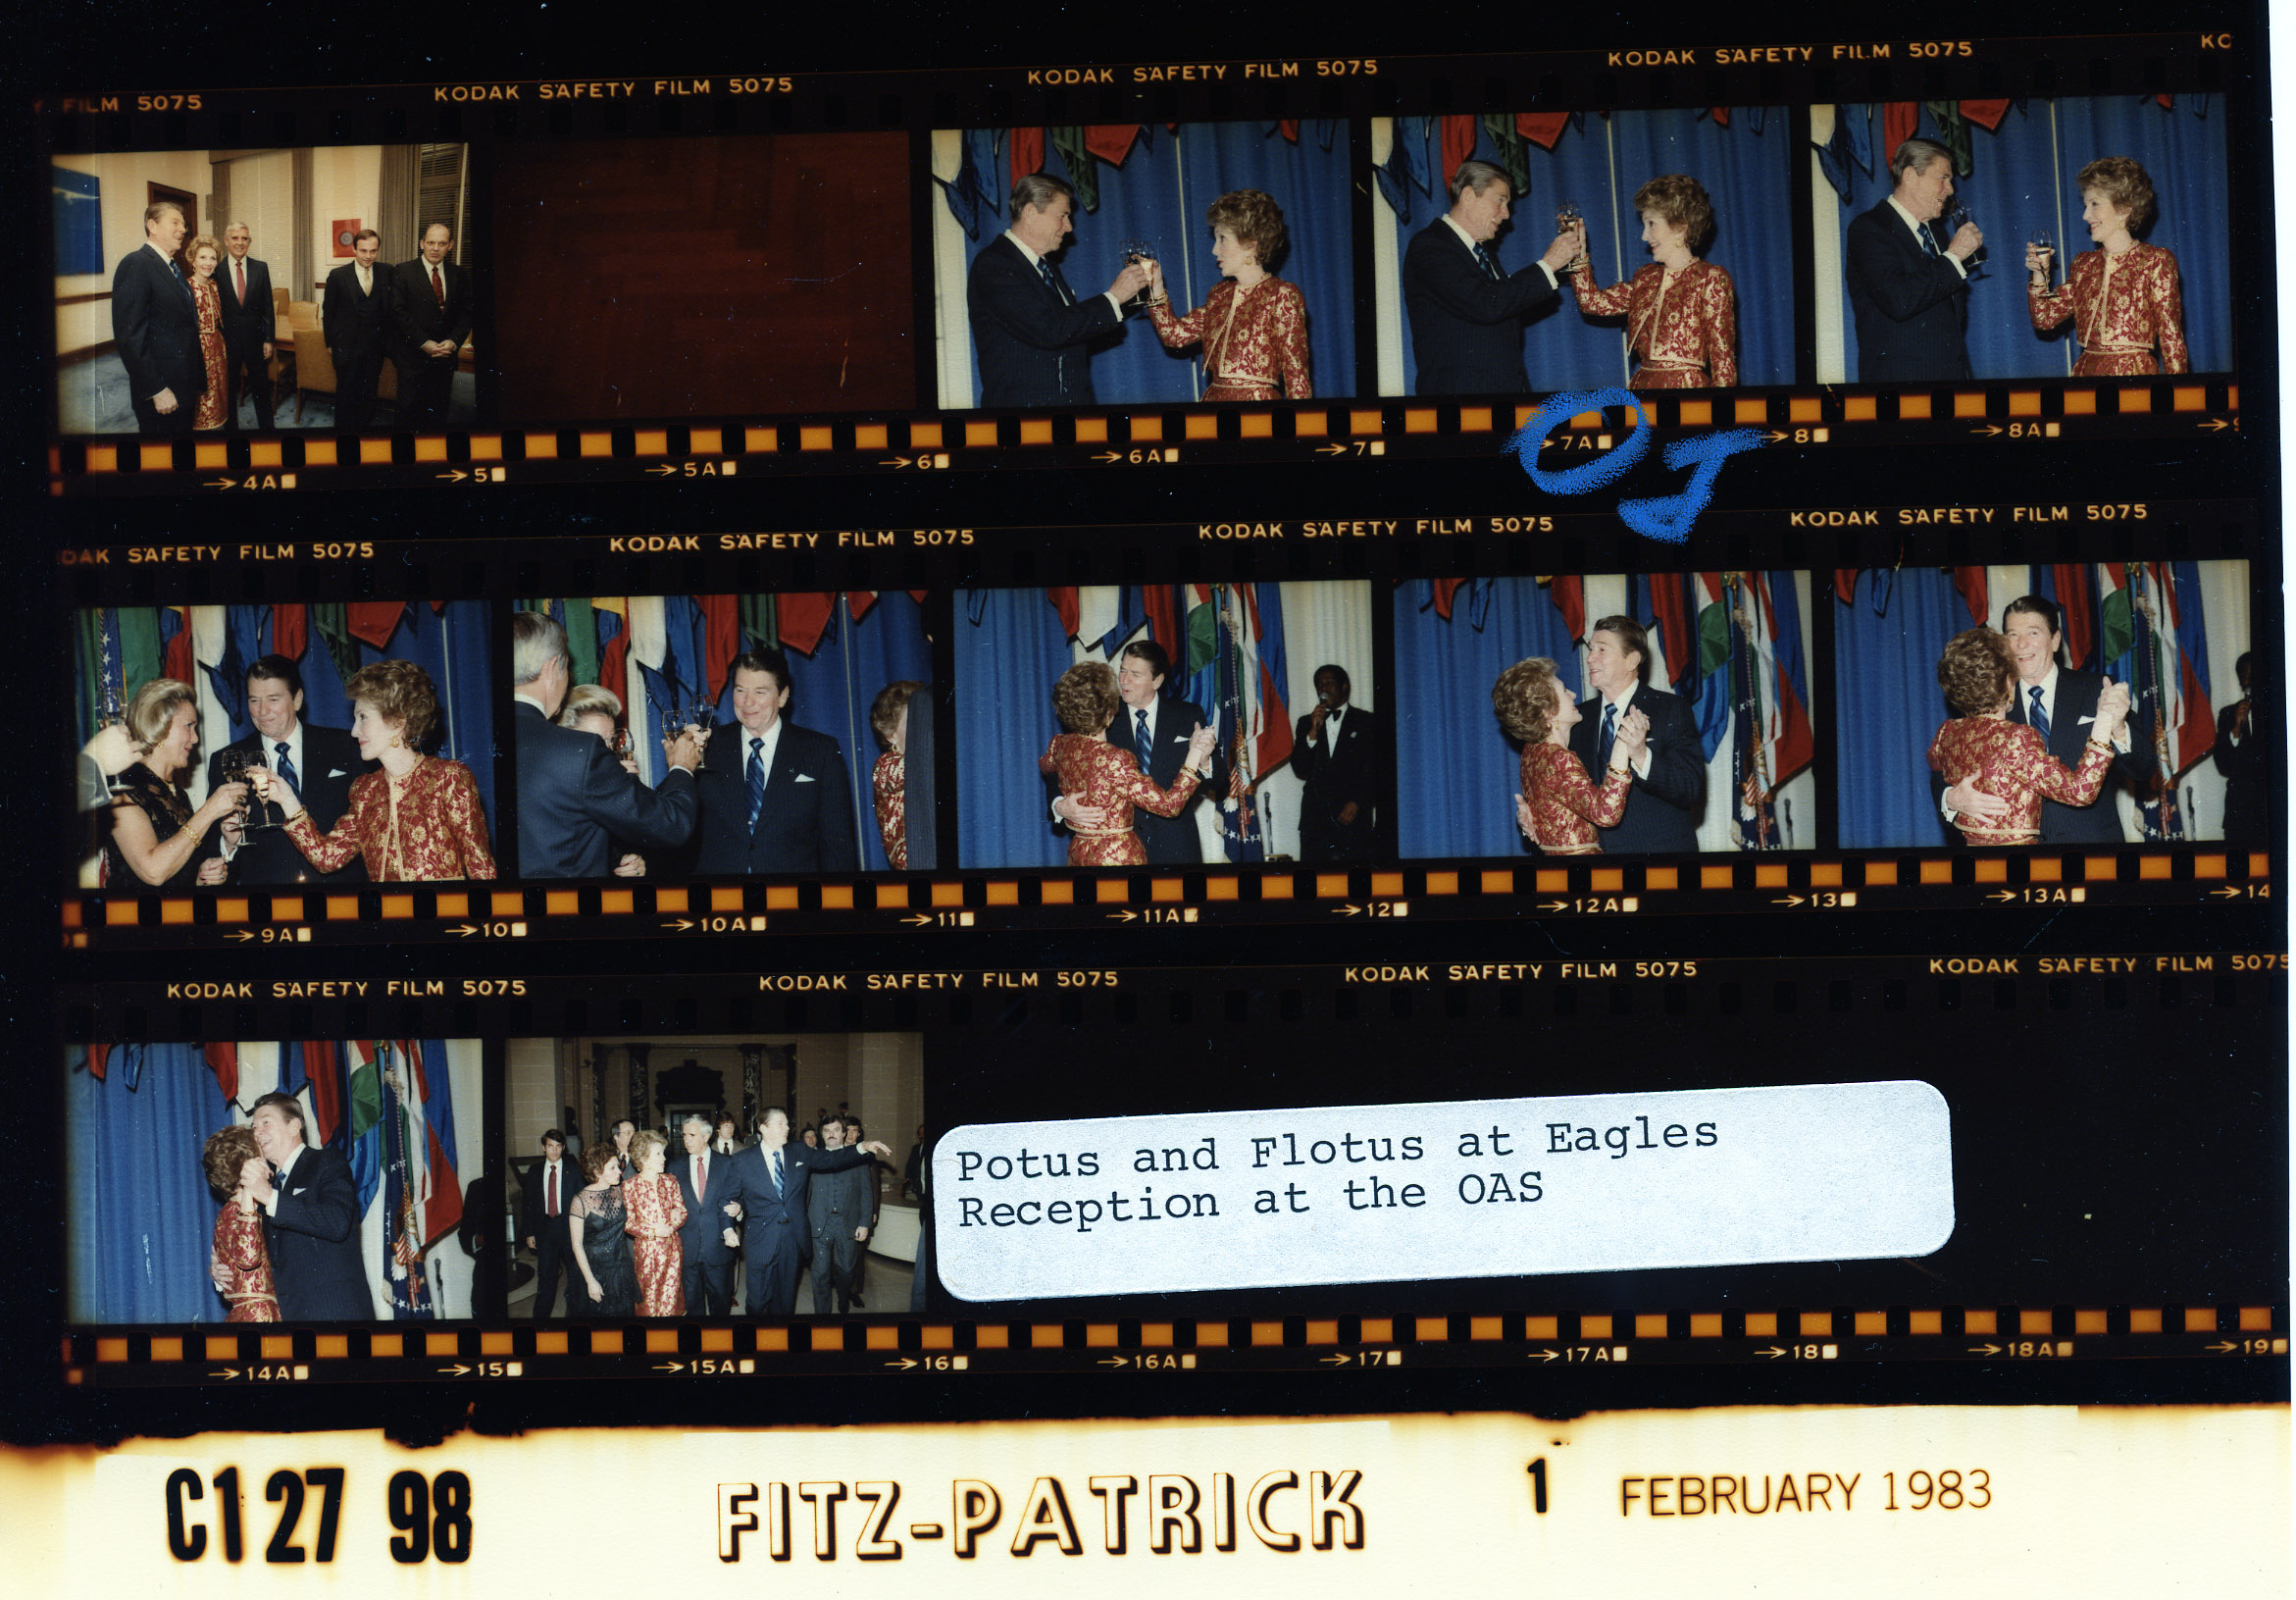 FILM 5075 KODAK SAFETY FILM 5075 KODAK SAFETY FILM 5075 KODAK SAFETY FILM 5075 KO
→4A →5 →5A →6 →6A →7 →7A →8 →8A →9
OJ
DAK SAFETY FILM 5075 KODAK SAFETY FILM 5075 KODAK SAFETY FILM 5075 KODAK SAFETY FILM 5075
→9A →10 →10A →11 →11A →12 →12A →13 →13A →14
KODAK SAFETY FILM 5075 KODAK SAFETY FILM 5075 KODAK SAFETY FILM 5075 KODAK SAFETY FILM 5075
Potus and Flotus at Eagles
Reception at the OAS
→14A →15 →15A →16 →16A →17 →17A →18 →18A →19
C127 98 FITZ-PATRICK 1 FEBRUARY 1983